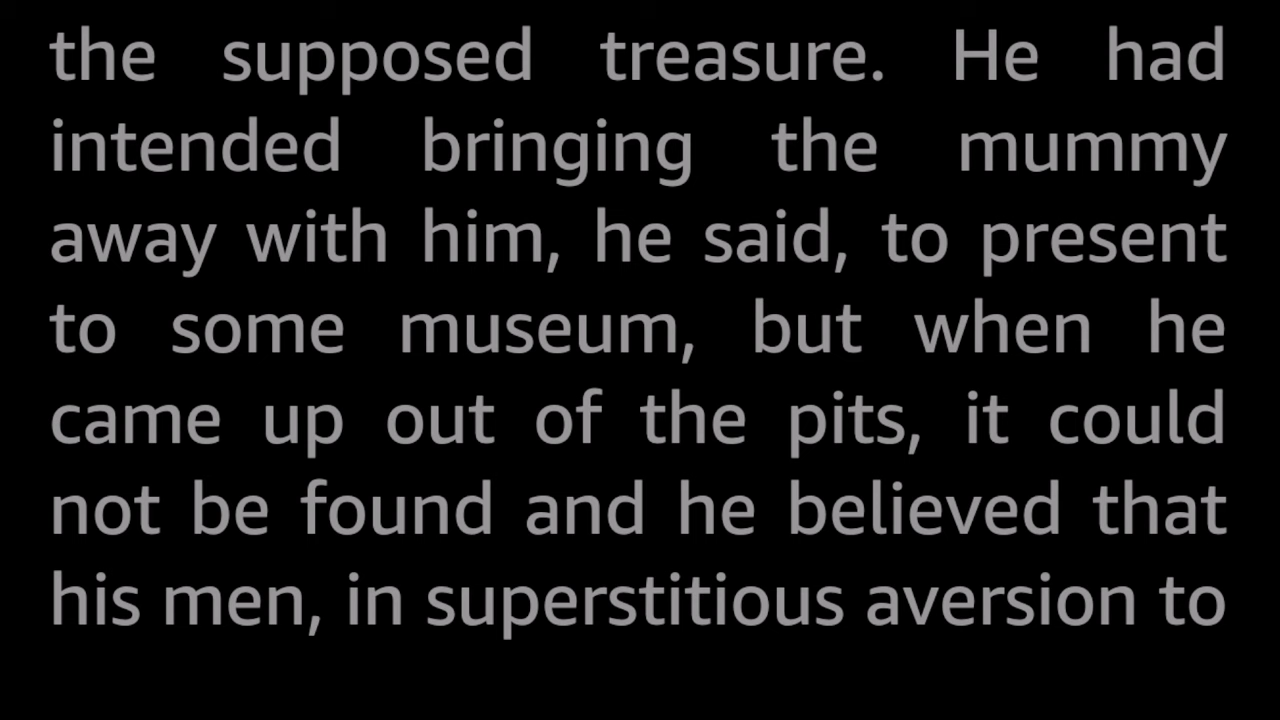 the supposed treasure. He had
intended bringing the mummy
away with him, he said, to present
to some museum, but when he
came up out of the pits, it could
not be found and he believed that
his men, in superstitious aversion to